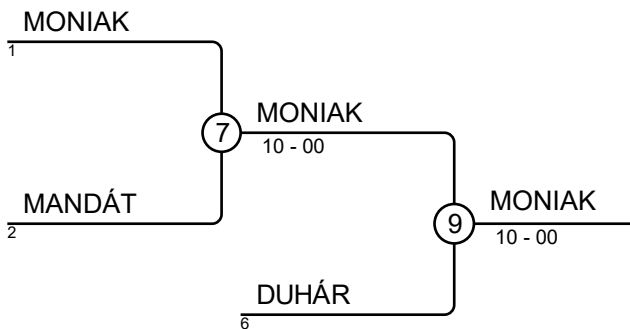 MONIAK
1
7
MONIAK
10 - 00
MANDÁT
2
9
MONIAK
10 - 00
DUHÁR
6